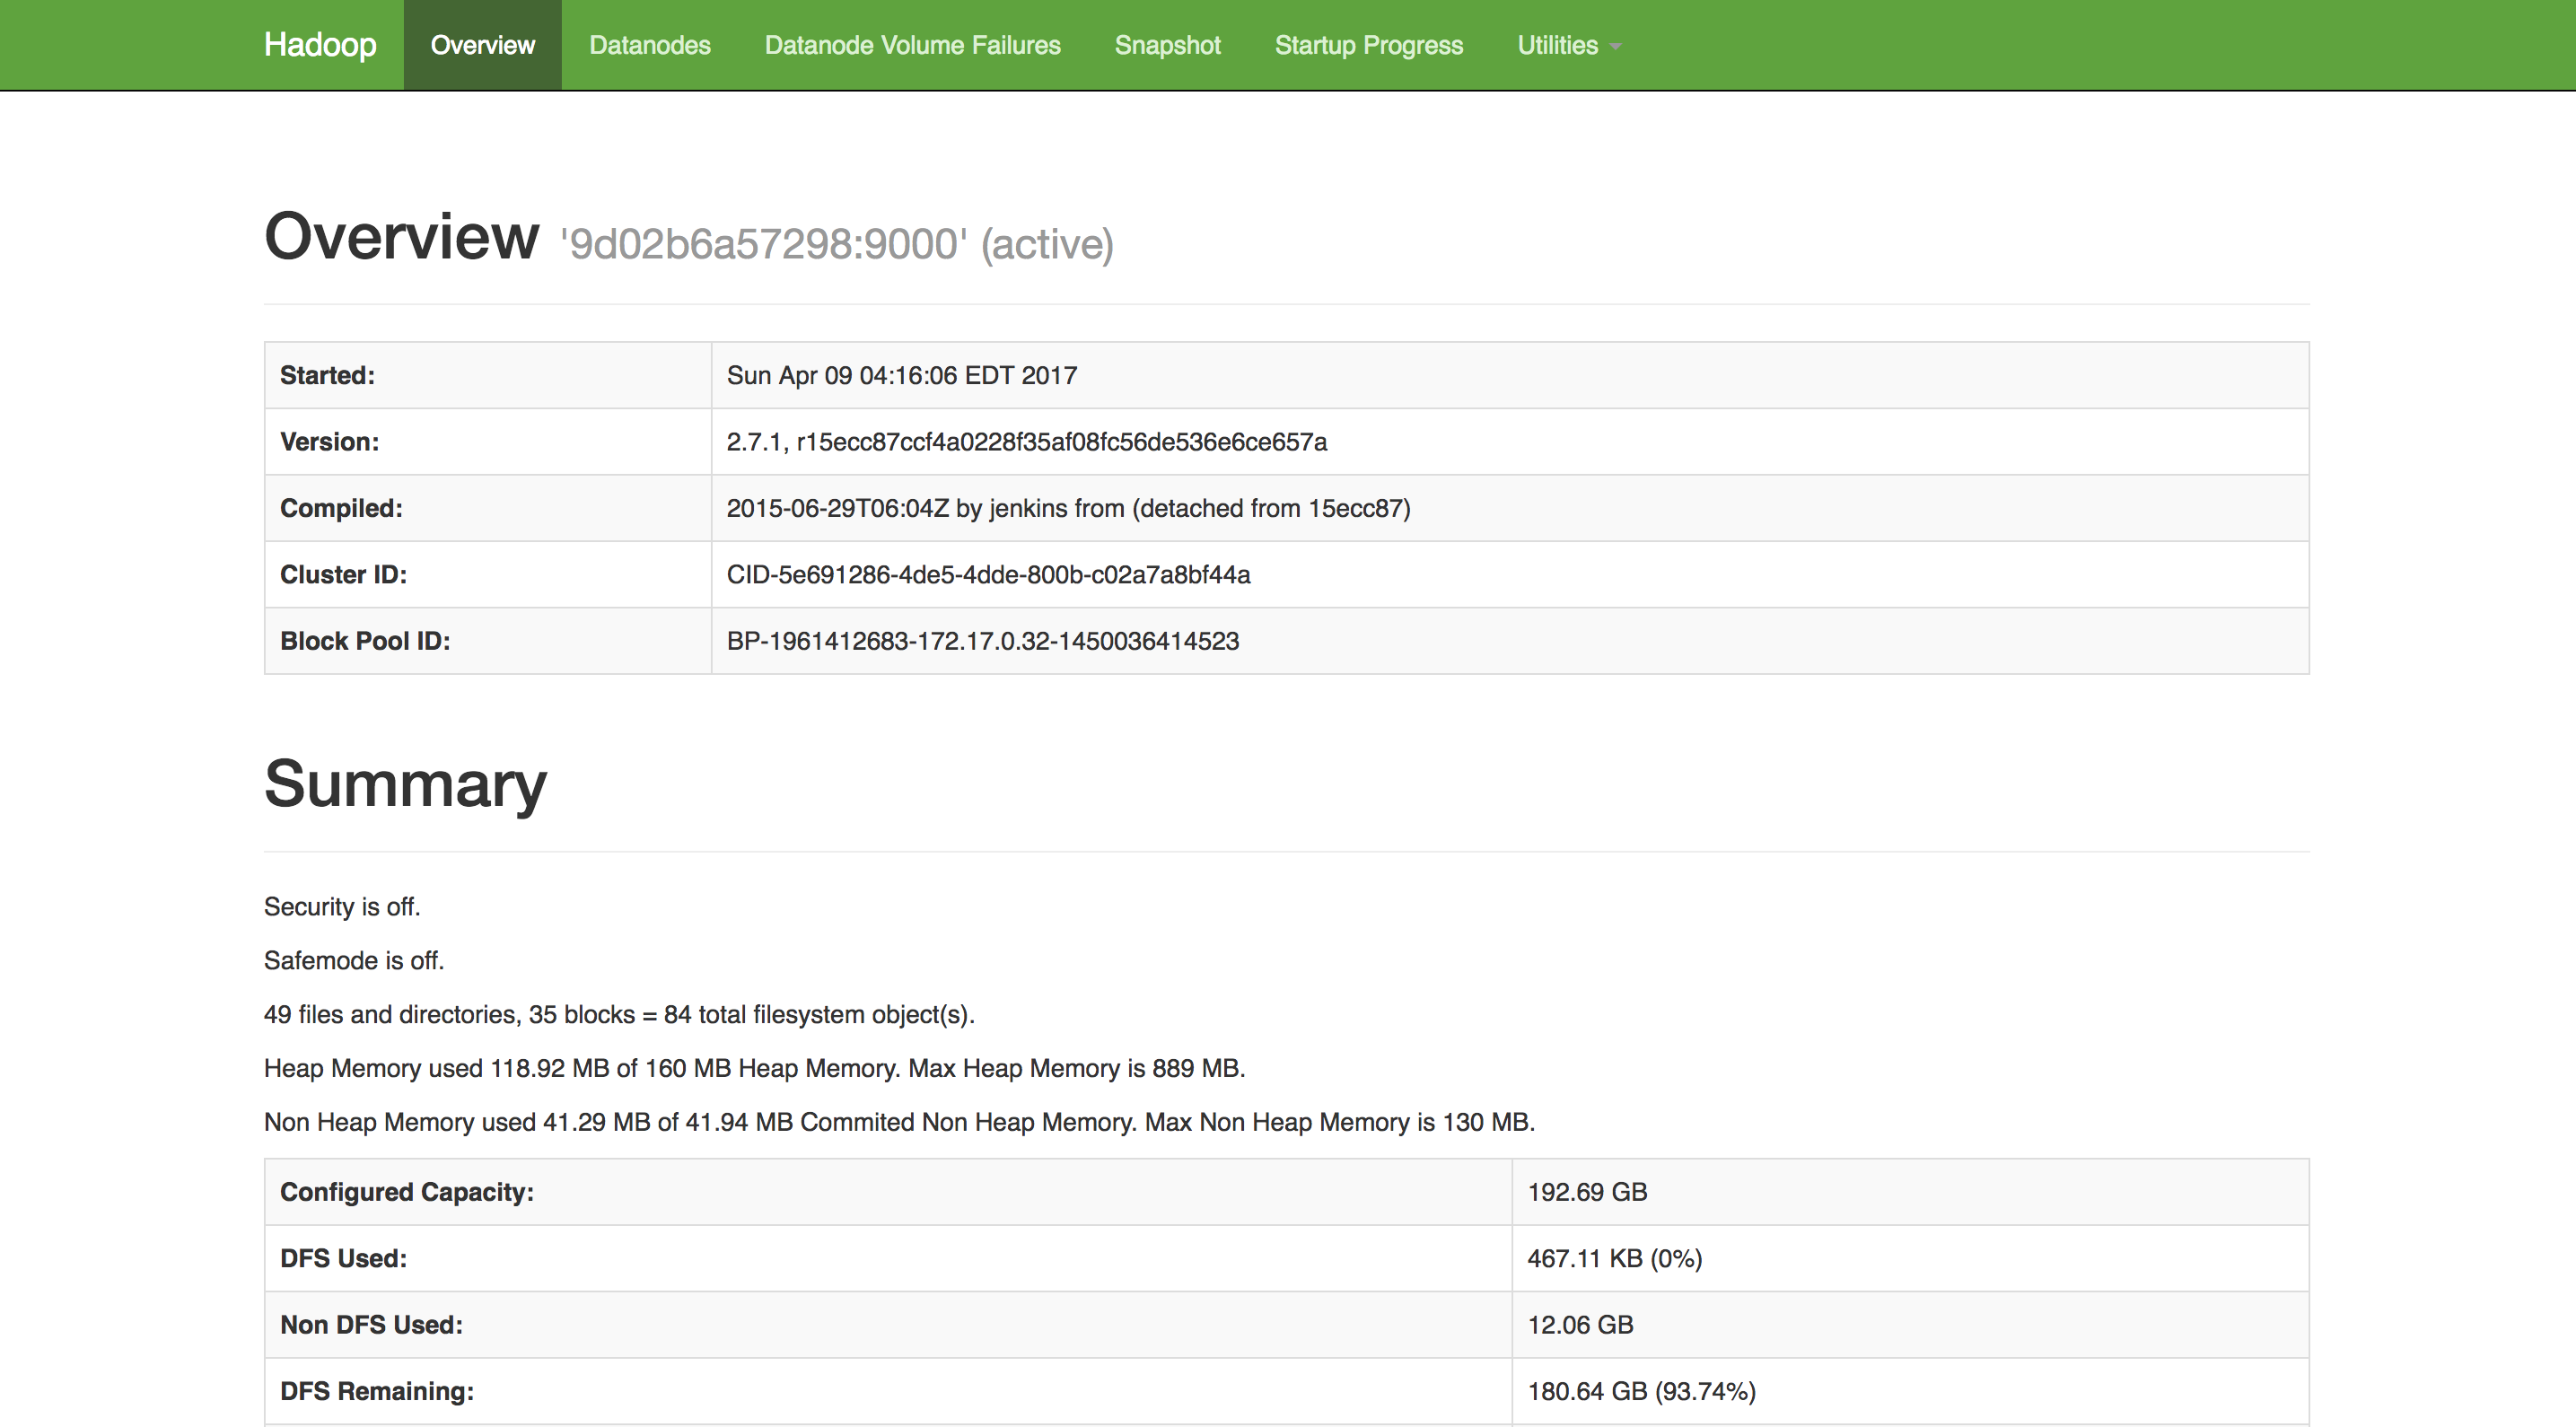 Hadoop Overview Datanodes Datanode Volume Failures Snapshot Startup Progress Utilities
Overview '9d02b6a57298:9000' (active)
Started: Sun Apr 09 04:16:06 EDT 2017
Version: 2.7.1, r15ecc87ccf4a0228f35af08fc56de536e6ce657a
Compiled: 2015-06-29T06:04Z by jenkins from (detached from 15ecc87)
Cluster ID: CID-5e691286-4de5-4dde-800b-c02a7a8bf44a
Block Pool ID: BP-1961412683-172.17.0.32-1450036414523
Summary
Security is off.
Safemode is off.
49 files and directories, 35 blocks = 84 total filesystem object(s).
Heap Memory used 118.92 MB of 160 MB Heap Memory. Max Heap Memory is 889 MB.
Non Heap Memory used 41.29 MB of 41.94 MB Commited Non Heap Memory. Max Non Heap Memory is 130 MB.
Configured Capacity: 192.69 GB
DFS Used: 467.11 KB (0%)
Non DFS Used: 12.06 GB
DFS Remaining: 180.64 GB (93.74%)